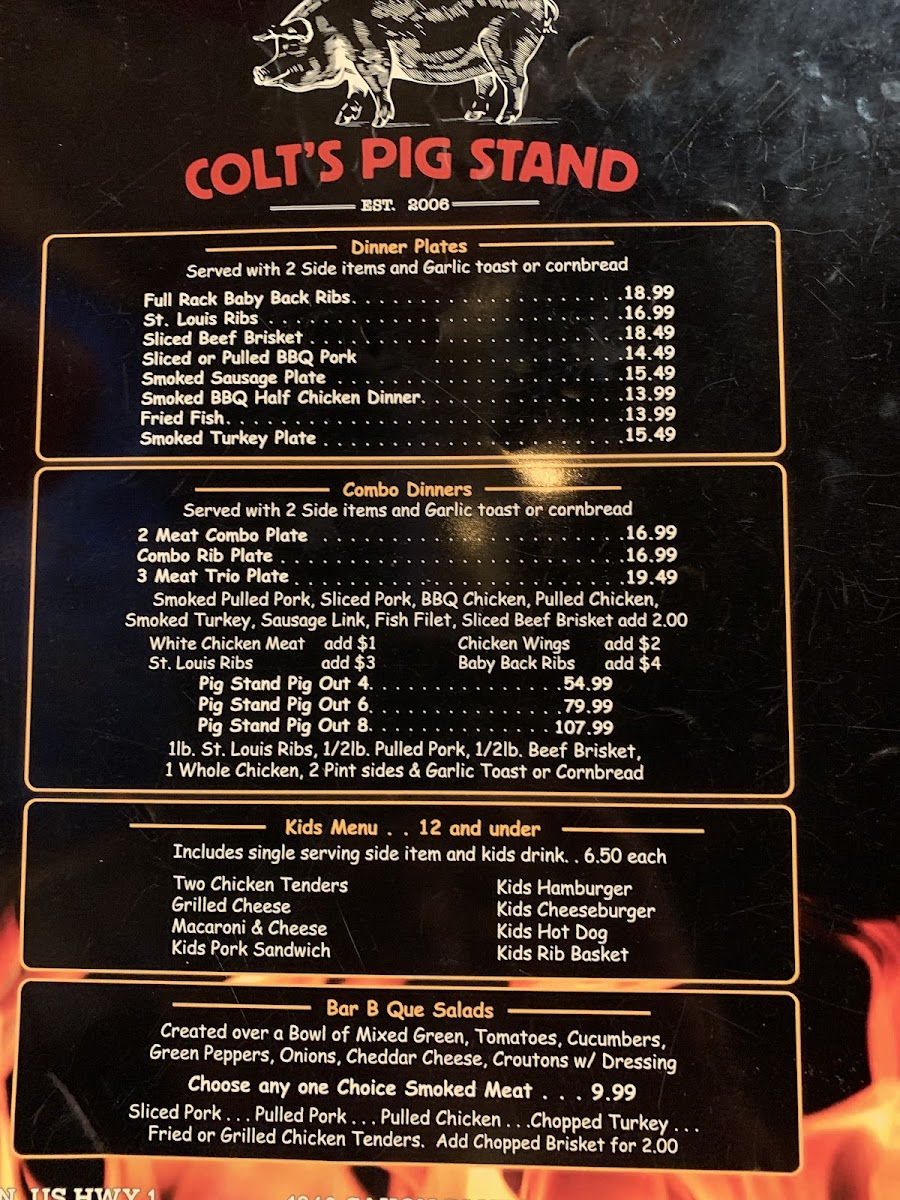 COLT'S PIG STAND
EST. 2006
Dinner Plates
Served with 2 Side items and Garlic toast or cornbread
Full Rack Baby Back Ribs. . . . . . . . . . . . . . . . . . . . . . .18.99
St. Louis Ribs . . . . . . . . . . . . . . . . . . . . . . . . . . . . . . .16.99
Sliced Beef Brisket . . . . . . . . . . . . . . . . . . . . . . . . . . .18.49
Sliced or Pulled BBQ Pork . . . . . . . . . . . . . . . .14.49
Smoked Sausage Plate . . . . . . . . . . . . . . . . . . . . . . . . .15.49
Smoked BBQ Half Chicken Dinner. . . . . . . . . . . . . . . . .13.99
Fried Fish. . . . . . . . . . . . . . . . . . . . . . . . . . . . . . . . . .13.99
Smoked Turkey Plate . . . . . . . . . . . . . . . . . . . . . . . . . .15.49
Combo Dinners
Served with 2 Side items and Garlic toast or cornbread
2 Meat Combo Plate . . . . . . . . . . . . . . . . . . . . . . . . . .16.99
Combo Rib Plate . . . . . . . . . . . . . . . . . . . . . . . . . . . . . .16.99
3 Meat Trio Plate . . . . . . . . . . . . . . . . . . . . . . . . . . . . .19.49
Smoked Pulled Pork, Sliced Pork, BBQ Chicken, Pulled Chicken,
Smoked Turkey, Sausage Link, Fish Filet, Sliced Beef Brisket add 2.00
White Chicken Meat add $1 Chicken Wings add $2
St. Louis Ribs add $3 Baby Back Ribs add $4
Pig Stand Pig Out 4. . . . . . . . . . . . . . . .54.99
Pig Stand Pig Out 6. . . . . . . . . . . . . . . .79.99
Pig Stand Pig Out 8. . . . . . . . . . . . . . . 107.99
1lb. St. Louis Ribs, 1/2lb. Pulled Pork, 1/2lb. Beef Brisket,
1 Whole Chicken, 2 Pint sides & Garlic Toast or Cornbread
Kids Menu . . 12 and under
Includes single serving side item and kids drink. . 6.50 each
Two Chicken Tenders Kids Hamburger
Grilled Cheese Kids Cheeseburger
Macaroni & Cheese Kids Hot Dog
Kids Pork Sandwich Kids Rib Basket
Bar B Que Salads
Created over a Bowl of Mixed Green, Tomatoes, Cucumbers,
Green Peppers, Onions, Cheddar Cheese, Croutons w/ Dressing
Choose any one Choice Smoked Meat . . . 9.99
Sliced Pork . . . Pulled Pork . . . Pulled Chicken . . .Chopped Turkey . . .
Fried or Grilled Chicken Tenders. Add Chopped Brisket for 2.00
N. US HWY 1